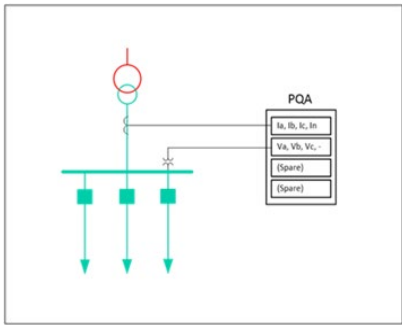 PQA
Ia, Ib, Ic, In
Va, Vb, Vc, -
(Spare)
(Spare)